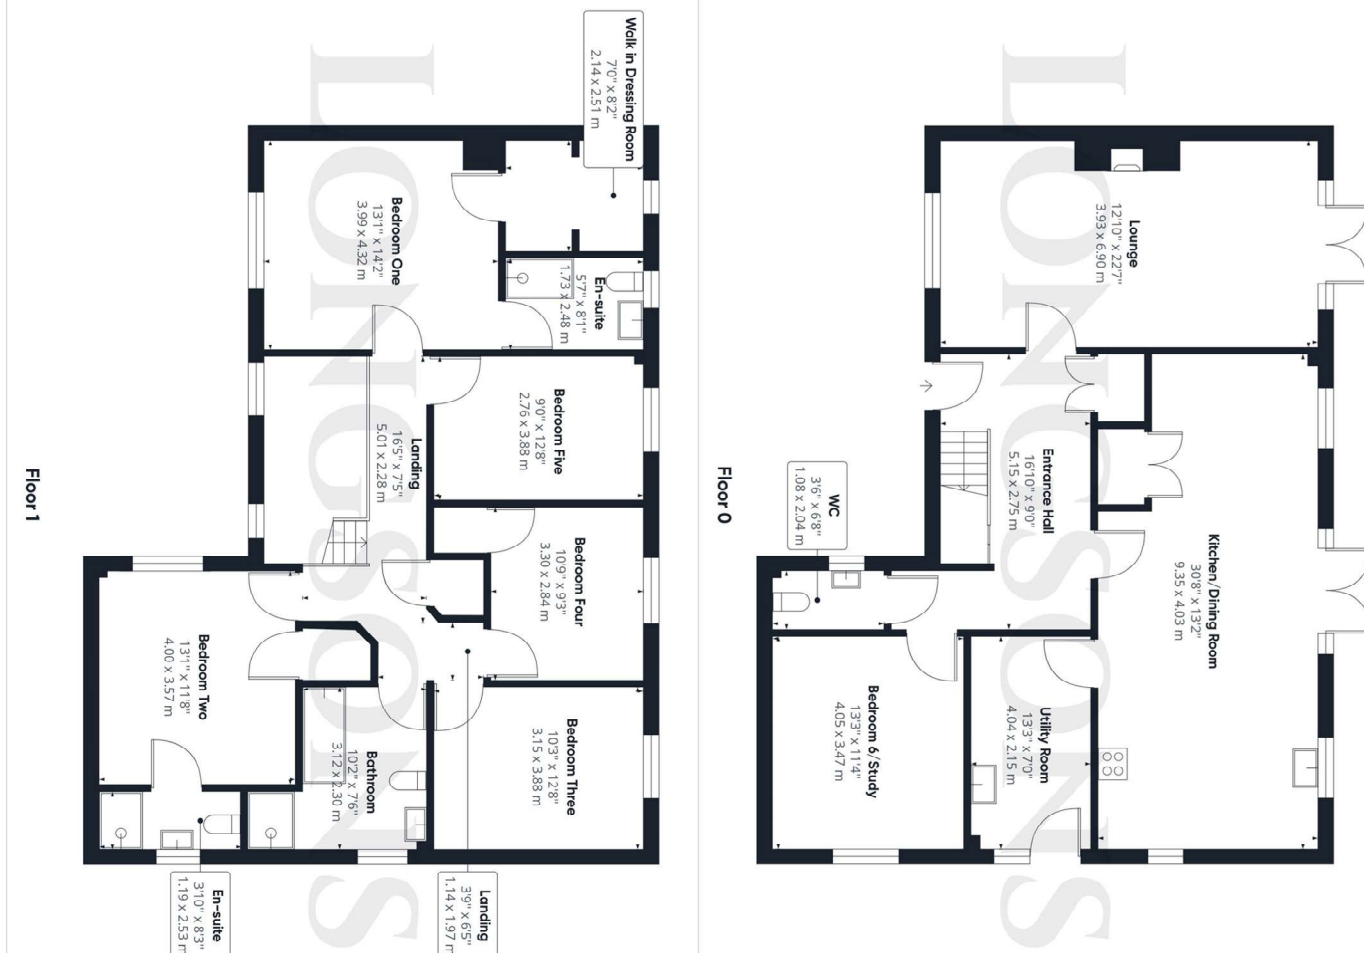 Walk in Dressing Room
7'0" x 8'2"
2.14 x 2.51 m
Bedroom One
13'1" x 14'2"
3.99 x 4.32 m
En-suite
5'7" x 8'1"
1.73 x 2.48 m
Bedroom Five
9'0" x 12'8"
2.76 x 3.88 m
Landing
16'5" x 7'5"
5.01 x 2.28 m
Bedroom Four
10'9" x 9'3"
3.30 x 2.84 m
Bedroom Two
13'1" x 11'8"
4.00 x 3.57 m
Bathroom
10'2" x 7'6"
3.12 x 2.30 m
Bedroom Three
10'3" x 12'8"
3.15 x 3.88 m
En-suite
3'10" x 8'3"
1.19 x 2.53 m
Landing
3'9" x 6'5"
1.14 x 1.97 m
Floor 1
LONGSONS
Lounge
12'10" x 22'7"
3.93 x 6.90 m
Entrance Hall
16'10" x 9'0"
5.15 x 2.75 m
WC
3'6" x 6'8"
1.08 x 2.04 m
Kitchen/Dining Room
30'8" x 13'2"
9.35 x 4.03 m
Bedroom 6/Study
13'3" x 11'4"
4.05 x 3.47 m
Utility Room
13'3" x 7'0"
4.04 x 2.15 m
Floor 0
LONGSONS